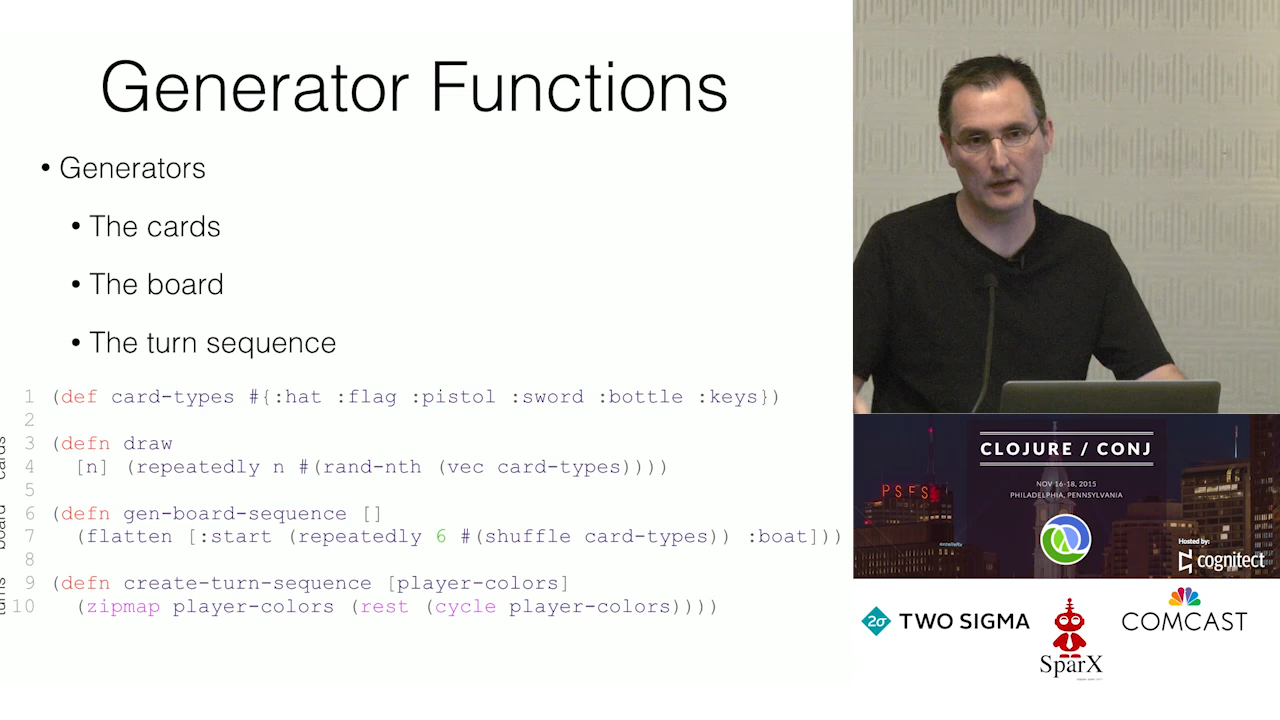 Generator Functions
• Generators
• The cards
• The board
• The turn sequence
1 (def card-types #{:hat :flag :pistol :sword :bottle :keys})
2
3 (defn draw
4 [n] (repeatedly n #(rand-nth (vec card-types))))
5
6 (defn gen-board-sequence []
7 (flatten [:start (repeatedly 6 #(shuffle card-types)) :boat]))
8
9 (defn create-turn-sequence [player-colors]
10 (zipmap player-colors (rest (cycle player-colors))))
cards
board
turns
CLOJURE / CONJ
NOV 16-18, 2015
PHILADELPHIA, PENNSYLVANIA
PSFS
Hosted by:
cognitect
2σ TWO SIGMA
SparX
COMCAST